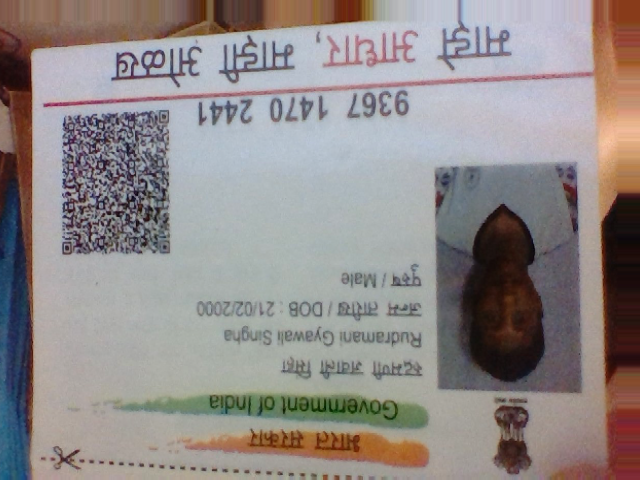 भारत सरकार
Government of India
रुद्रमणी ग्यवाली सिंहा
Rudramani Gyawali Singha
जन्म तारीख / DOB : 21/02/2000
पुरुष / Male
9367 1470 2441
माझे आधार, माझी ओळख